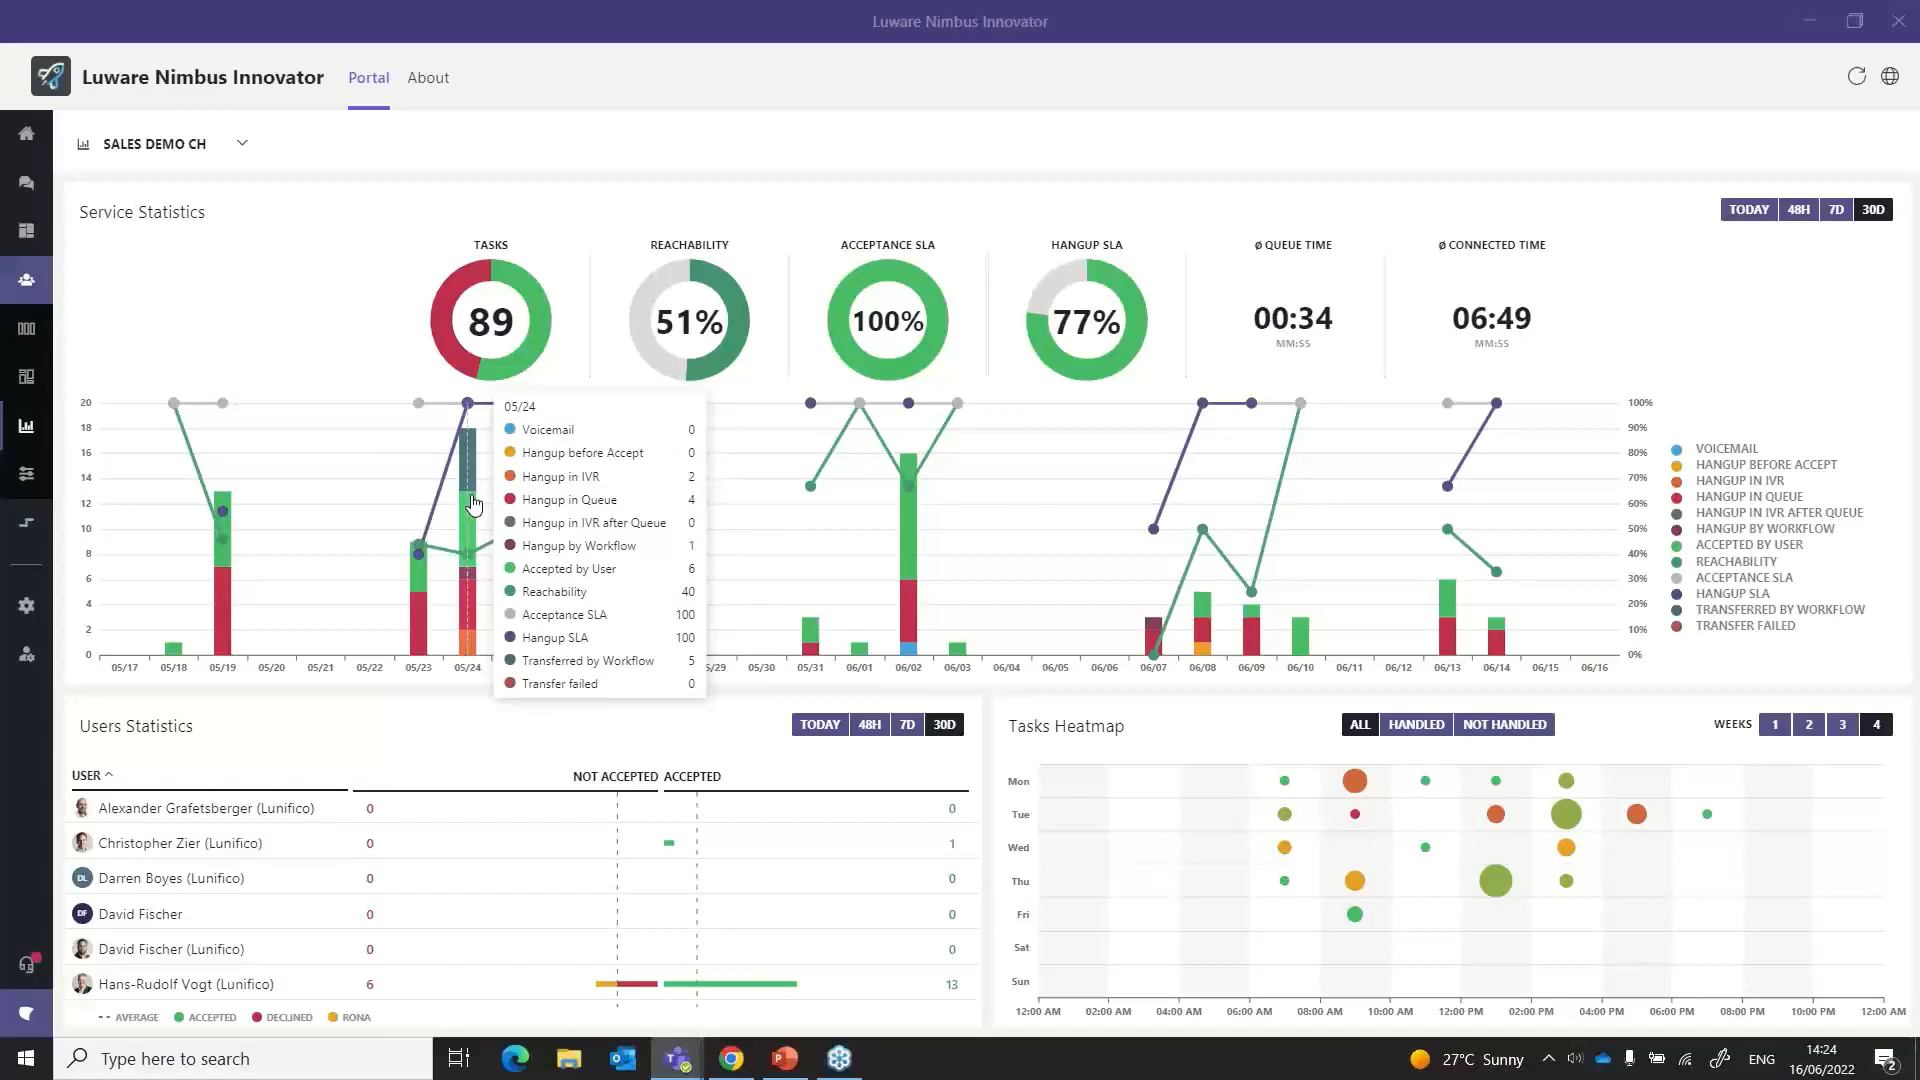 Luware Nimbus Innovator
Luware Nimbus Innovator Portal About
SALES DEMO CH
Service Statistics
TODAY 48H 7D 30D
TASKS REACHABILITY ACCEPTANCE SLA HANGUP SLA Ø QUEUE TIME Ø CONNECTED TIME
89 51% 100% 77% 00:34 06:49
MM:SS MM:SS
20
18
16
14
12
10
8
6
4
2
0
05/24
Voicemail 0
Hangup before Accept 0
Hangup in IVR 2
Hangup in Queue 4
Hangup in IVR after Queue 0
Hangup by Workflow 1
Accepted by User 6
Reachability 40
Acceptance SLA 100
Hangup SLA 100
Transferred by Workflow 5
Transfer failed 0
100%
90%
80%
70%
60%
50%
40%
30%
20%
10%
0%
VOICEMAIL
HANGUP BEFORE ACCEPT
HANGUP IN IVR
HANGUP IN QUEUE
HANGUP IN IVR AFTER QUEUE
HANGUP BY WORKFLOW
ACCEPTED BY USER
REACHABILITY
ACCEPTANCE SLA
HANGUP SLA
TRANSFERRED BY WORKFLOW
TRANSFER FAILED
05/17 05/18 05/19 05/20 05/21 05/22 05/23 05/24 5/29 05/30 05/31 06/01 06/02 06/03 06/04 06/05 06/06 06/07 06/08 06/09 06/10 06/11 06/12 06/13 06/14 06/15 06/16
Users Statistics
TODAY 48H 7D 30D
USER NOT ACCEPTED ACCEPTED
Alexander Grafetsberger (Lunifico) 0 0
Christopher Zier (Lunifico) 0 1
DL Darren Boyes (Lunifico) 0 0
DF David Fischer 0 0
David Fischer (Lunifico) 0 0
Hans-Rudolf Vogt (Lunifico) 6 13
AVERAGE ACCEPTED DECLINED RONA
Tasks Heatmap
ALL HANDLED NOT HANDLED
WEEKS 1 2 3 4
Mon
Tue
Wed
Thu
Fri
Sat
Sun
12:00 AM 02:00 AM 04:00 AM 06:00 AM 08:00 AM 10:00 AM 12:00 PM 02:00 PM 04:00 PM 06:00 PM 08:00 PM 10:00 PM 12:00 AM
Type here to search
27°C Sunny
ENG
14:24
16/06/2022
2